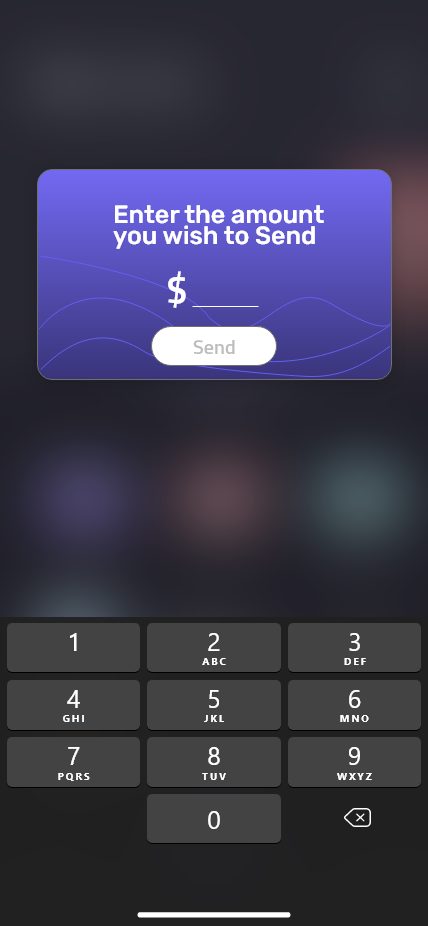 Enter the amount
you wish to Send
$ ______
Send
1
2
ABC
3
DEF
4
GHI
5
JKL
6
MNO
7
PQRS
8
TUV
9
WXYZ
0